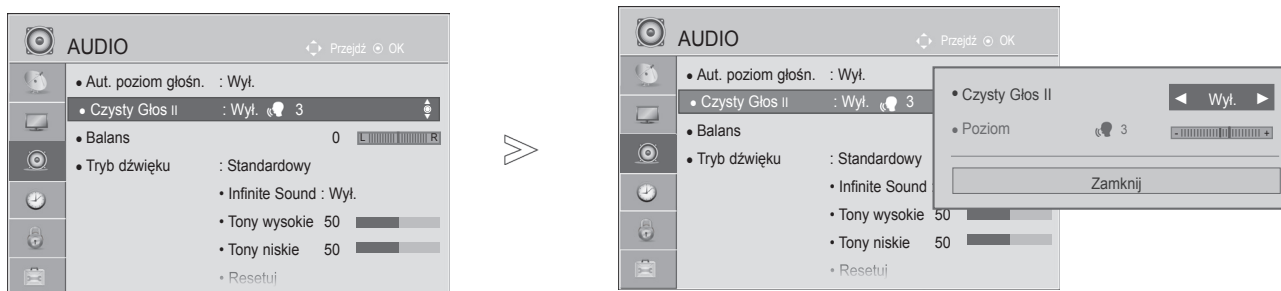 AUDIO
Przejdź OK
• Aut. poziom głośn. : Wył.
• Czysty Głos II : Wył. 3
• Balans 0 L R
• Tryb dźwięku : Standardowy
• Infinite Sound : Wył.
• Tony wysokie 50
• Tony niskie 50
• Resetuj
AUDIO
Przejdź OK
• Aut. poziom głośn. : Wył.
• Czysty Głos II : Wył. 3
• Balans
• Tryb dźwięku : Standardowy
• Infinite Sound
• Tony wysokie 50
• Tony niskie 50
• Resetuj
• Czysty Głos II ◀ Wył. ▶
• Poziom 3 - +
Zamknij